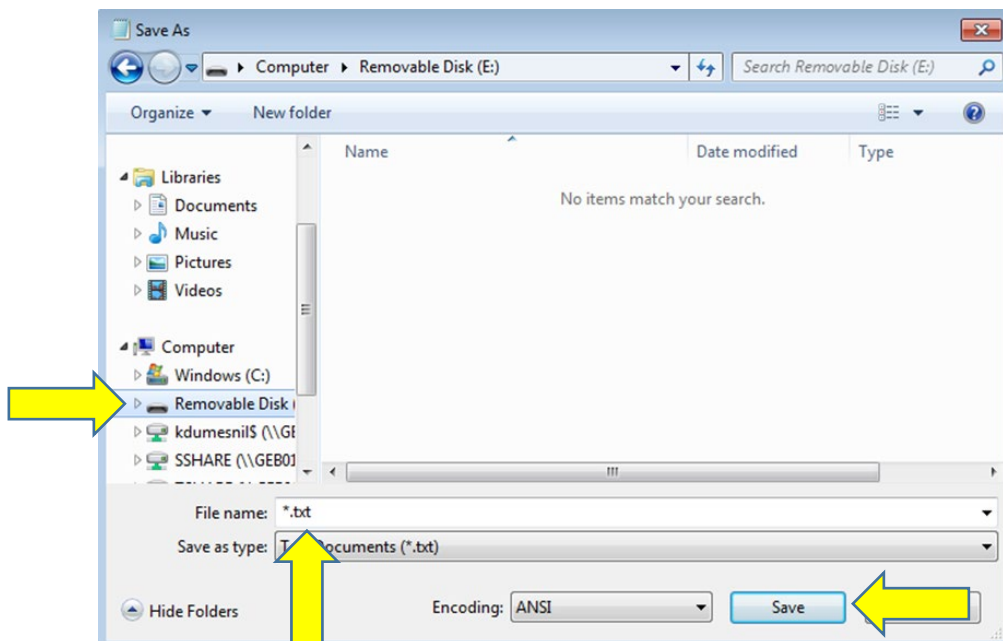 Save As
Computer Removable Disk (E:) Search Removable Disk (E:)
Organize New folder
Name Date modified Type
No items match your search.
Libraries
Documents
Music
Pictures
Videos
Computer
Windows (C:)
Removable Disk (
kdumesnil$ (\\GE
SSHARE (\\GEB01
File name: *.txt
Save as type: Documents (*.txt)
Hide Folders Encoding: ANSI Save